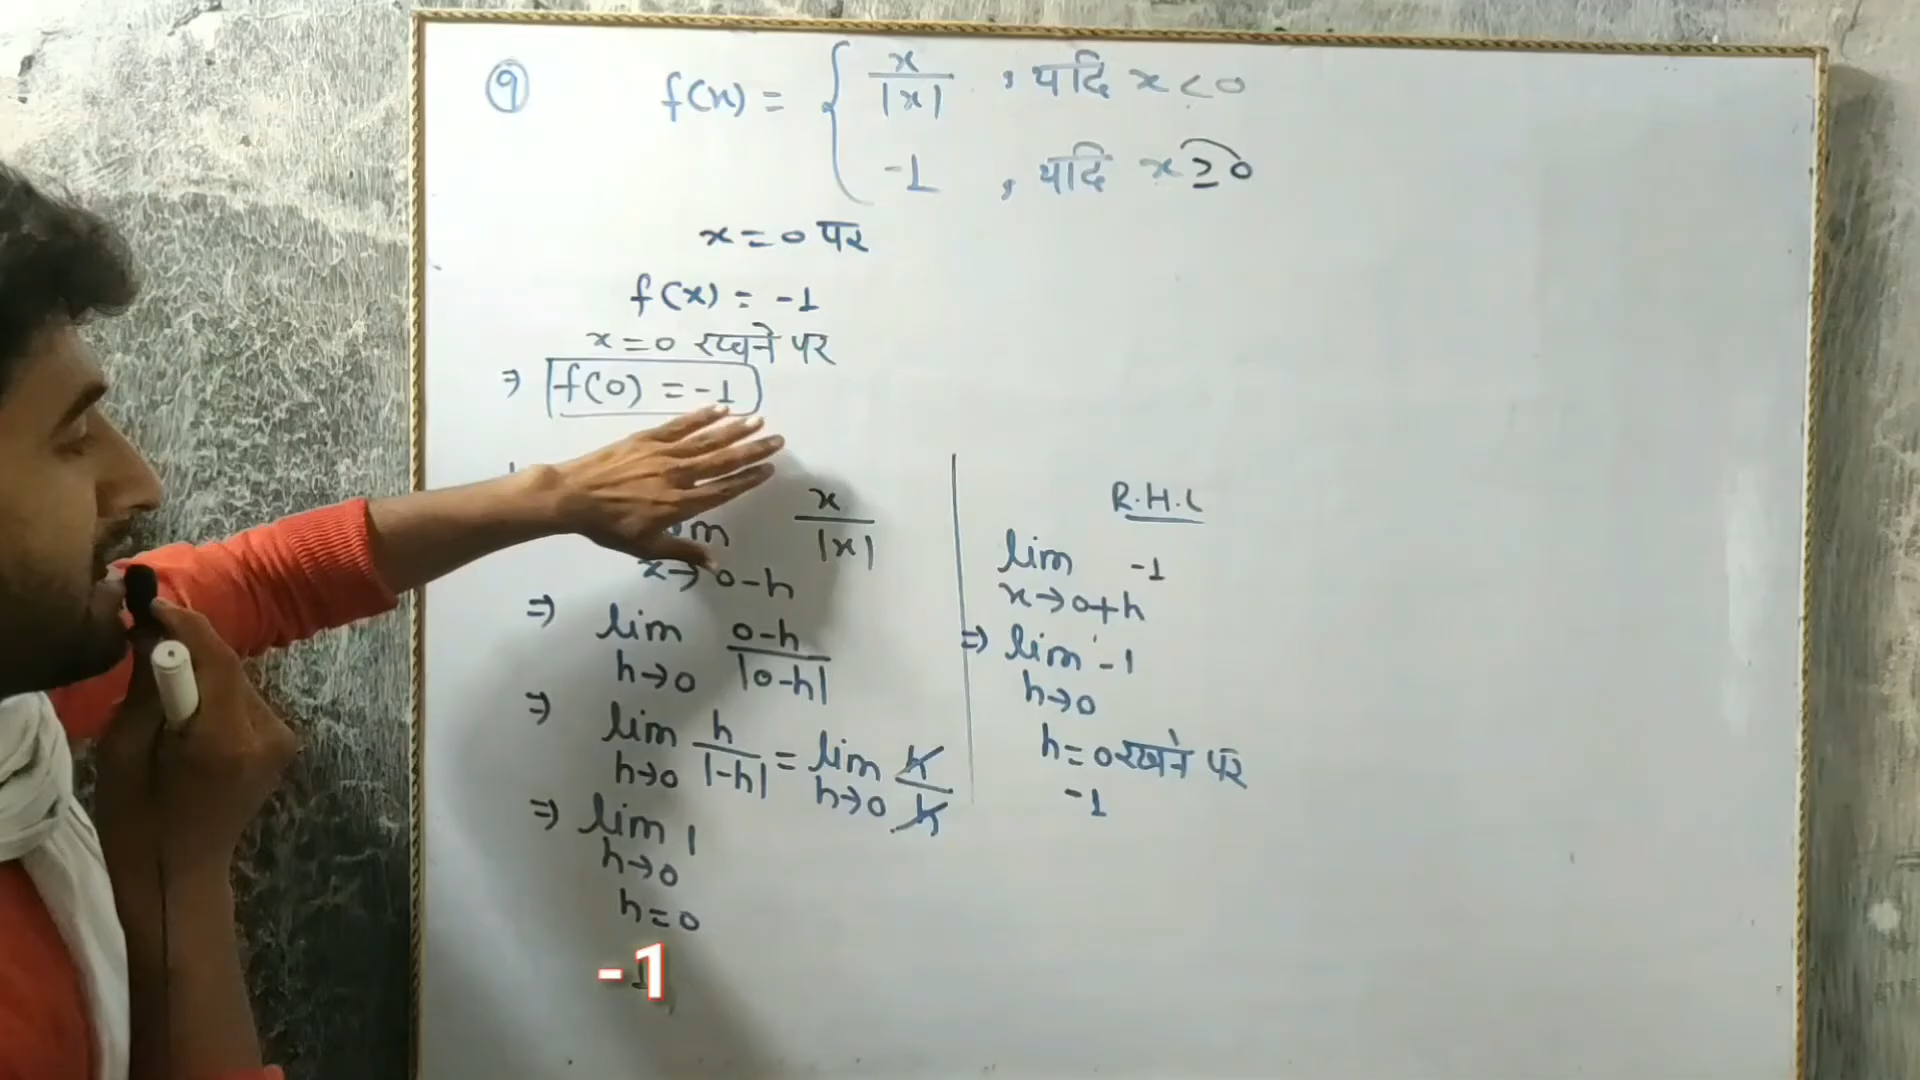 9 f(x) = { x/|x| , यदि x < 0
-1 , यदि x ≥ 0
x = 0 पर
f(x) = -1
x = 0 रखने पर
⇒ f(0) = -1
x/|x|
x→0-h
⇒ lim h→0 0-h/|0-h|
⇒ lim h→0 h/|-h| = lim h→0 h/h
⇒ lim h→0 1
h = 0
-1
R.H.L
lim -1
x→0+h
⇒ lim -1
h→0
h = 0 रखने पर
-1